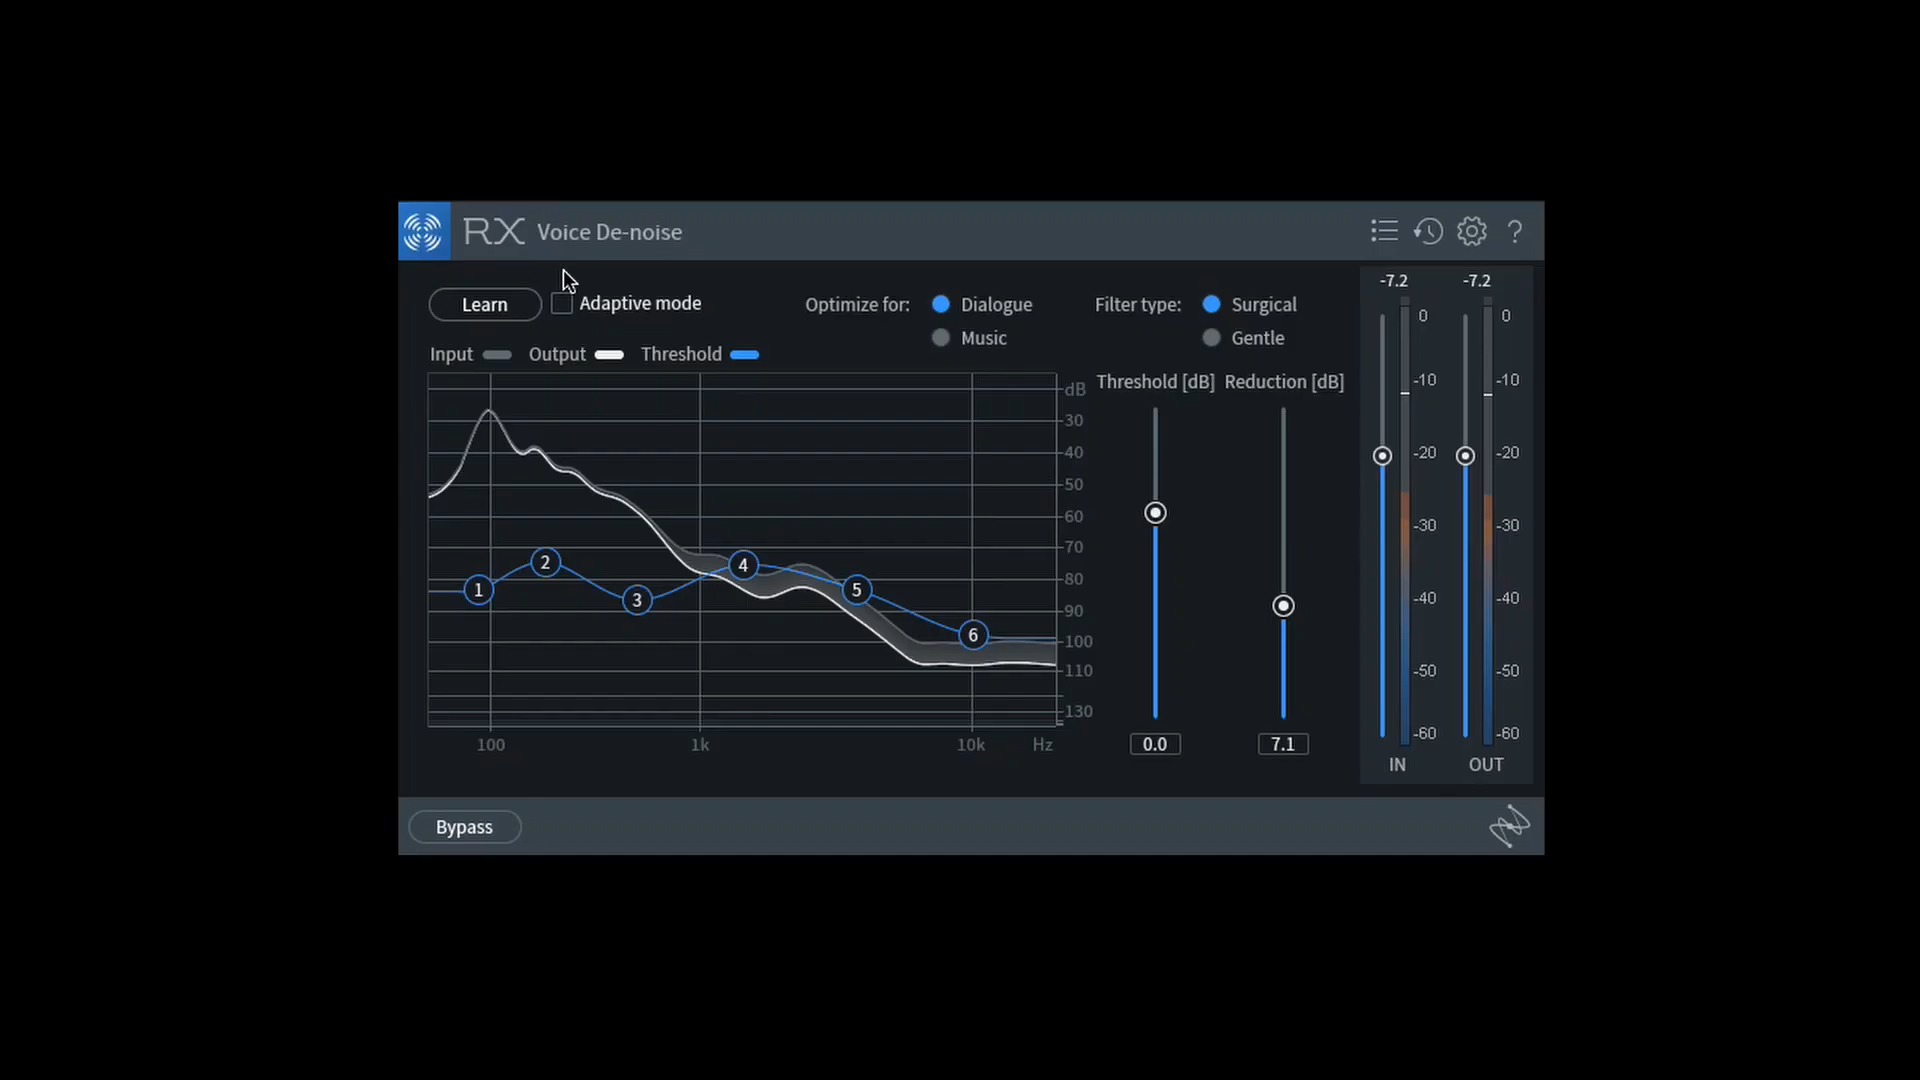 RX Voice De-noise ?
-7.2 -7.2
Learn Adaptive mode Optimize for: Dialogue Filter type: Surgical
Music Gentle
Input Output Threshold
Threshold [dB] Reduction [dB]
dB
30
40
50
60
70
80
90
100
110
130
1
2
3
4
5
6
100 1k 10k Hz
0.0 7.1
0 0
-10 -10
-20 -20
-30 -30
-40 -40
-50 -50
-60 -60
IN OUT
Bypass